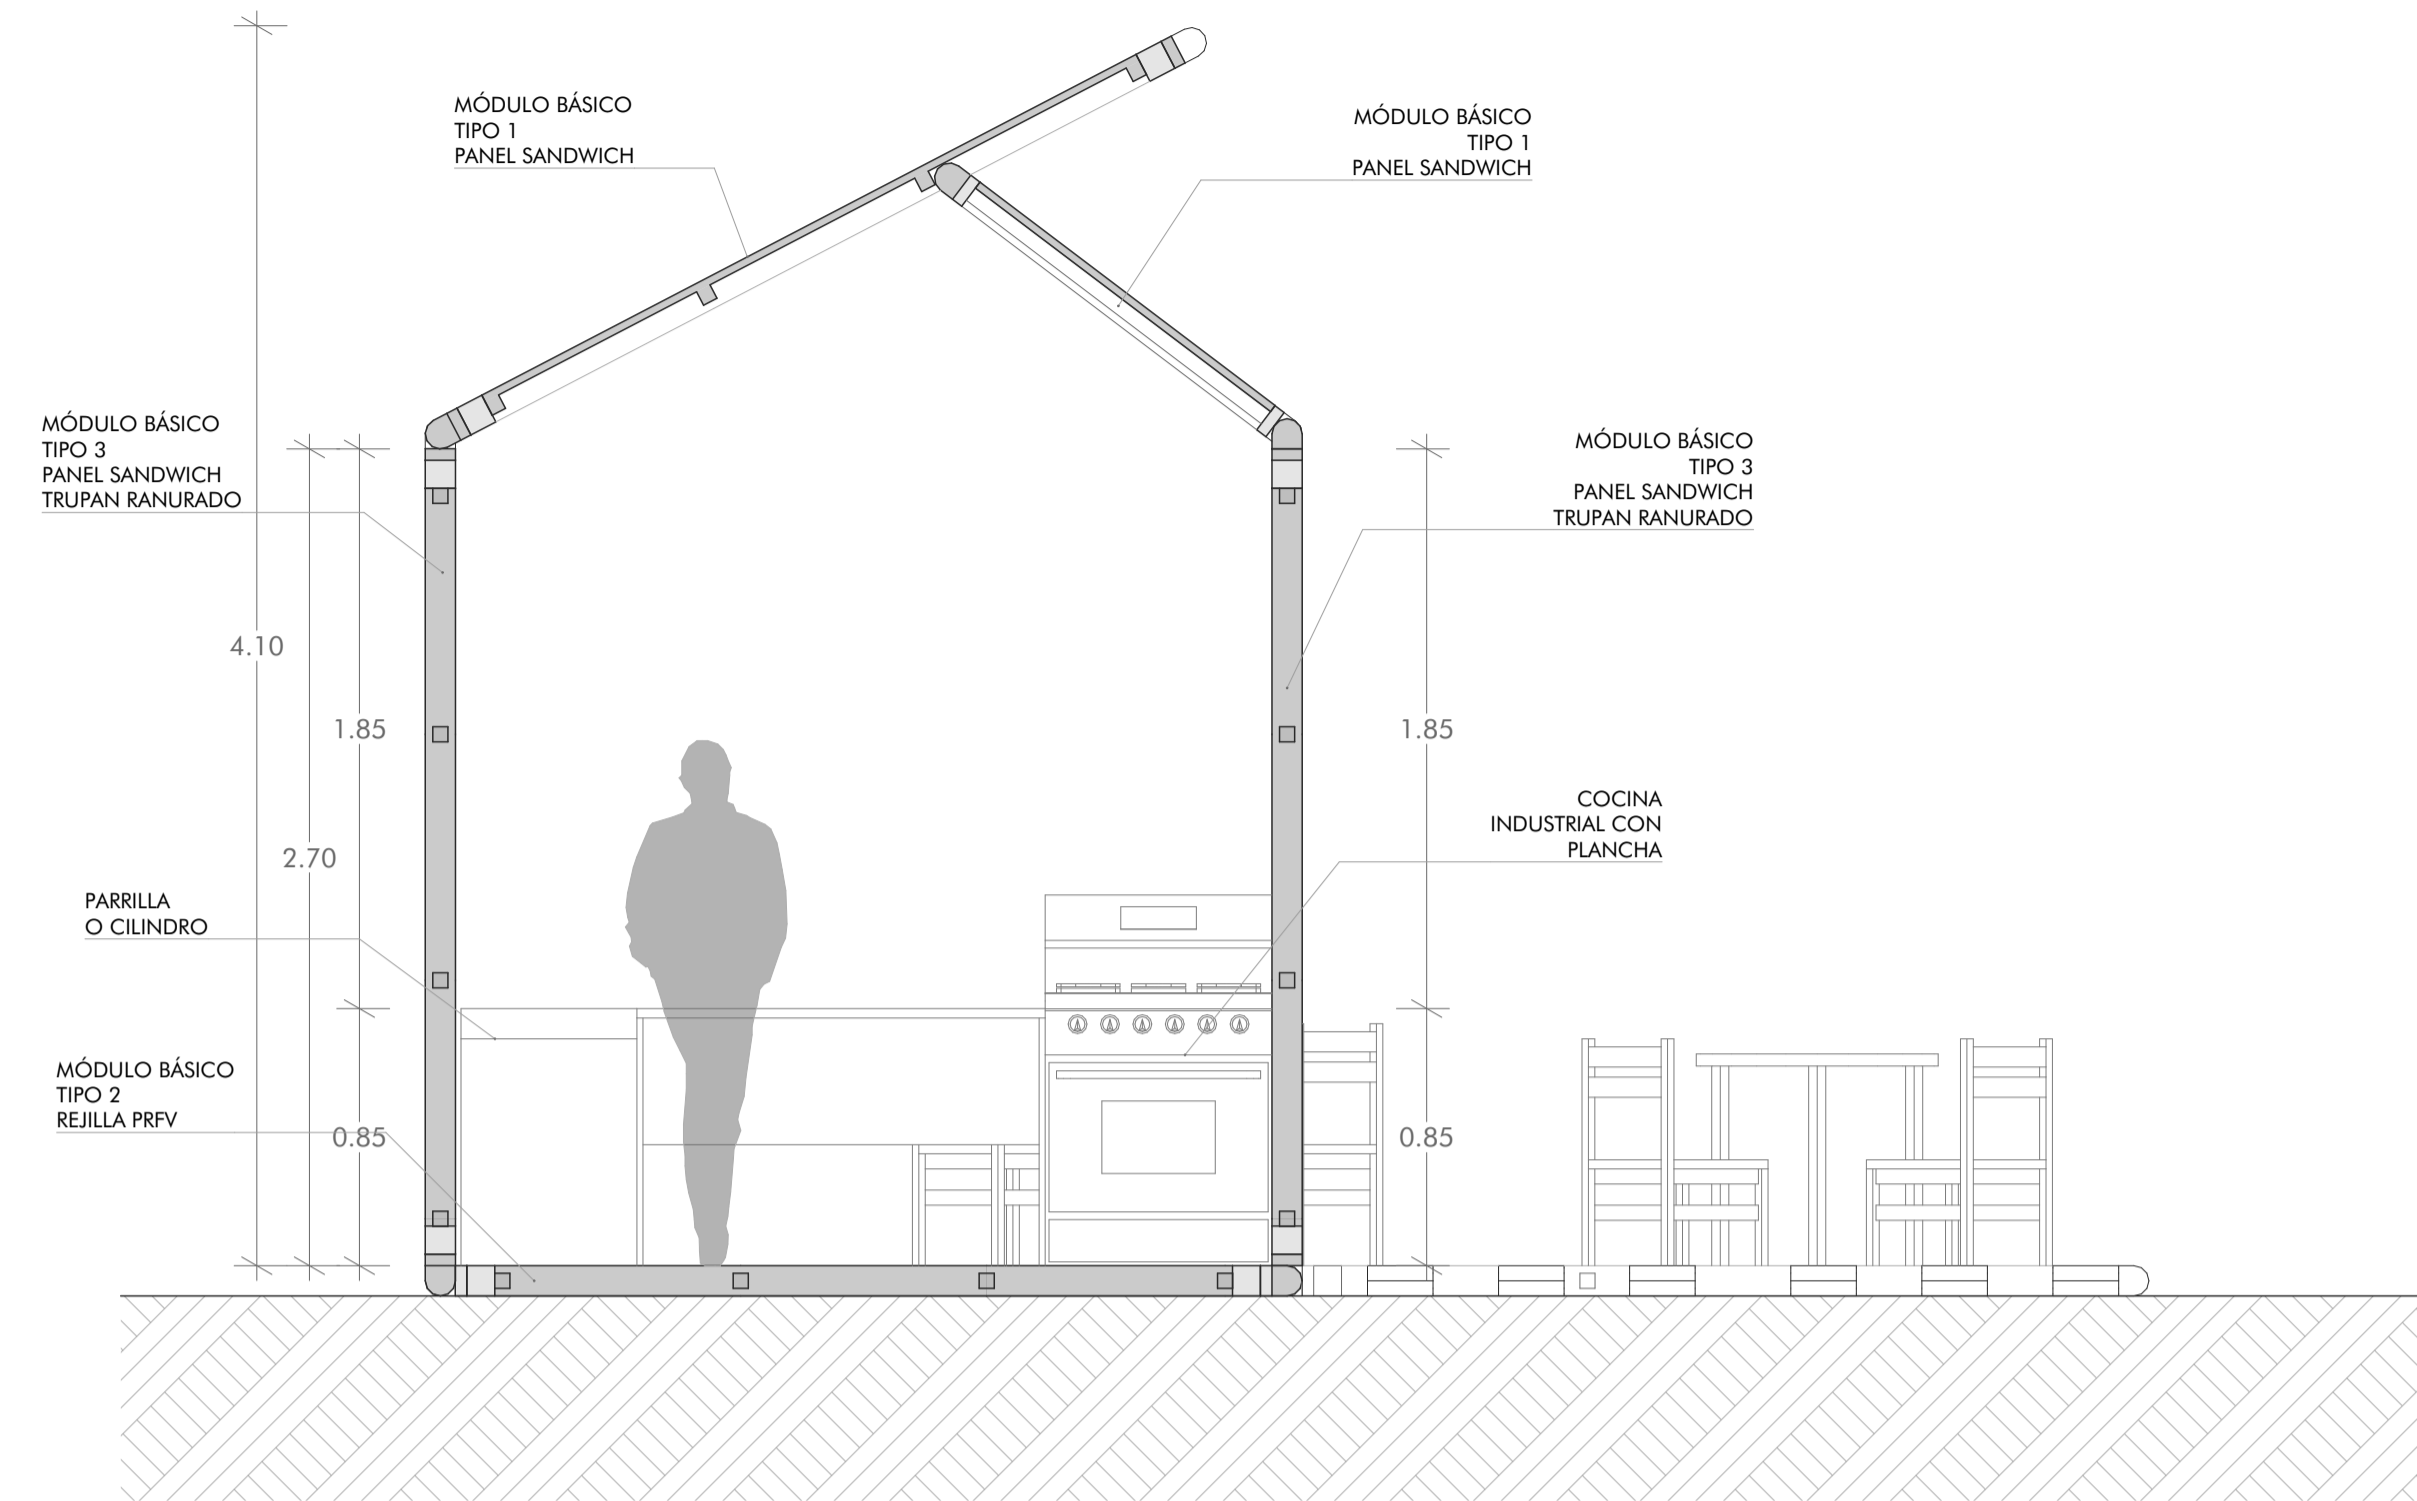 MÓDULO BÁSICO
TIPO 1
PANEL SANDWICH
MÓDULO BÁSICO
TIPO 1
PANEL SANDWICH
MÓDULO BÁSICO
TIPO 3
PANEL SANDWICH
TRUPAN RANURADO
MÓDULO BÁSICO
TIPO 3
PANEL SANDWICH
TRUPAN RANURADO
4.10
1.85
1.85
2.70
COCINA
INDUSTRIAL CON
PLANCHA
PARRILLA
O CILINDRO
MÓDULO BÁSICO
TIPO 2
REJILLA PRFV
0.85
0.85